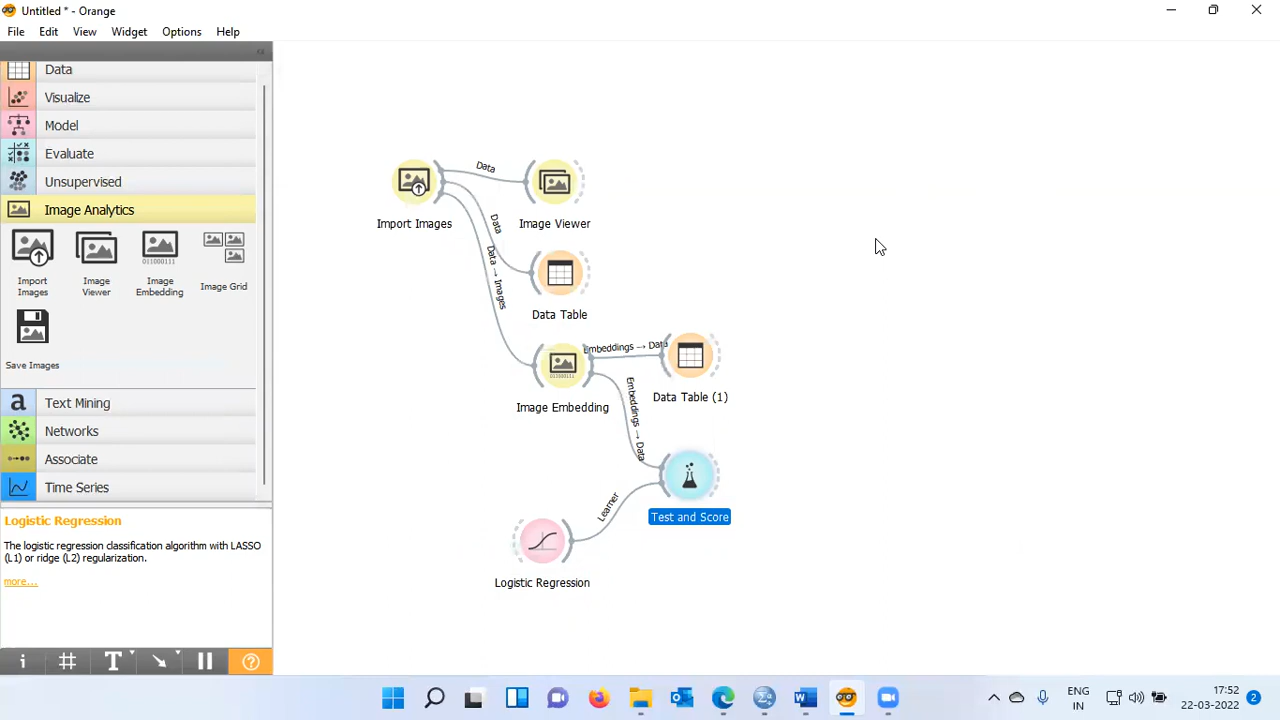 Untitled * - Orange
File Edit View Widget Options Help
Data
Visualize
Model
Evaluate
Unsupervised
Image Analytics
Import Images
Image Viewer
Image Embedding
Image Grid
Save Images
Text Mining
Networks
Associate
Time Series
Logistic Regression
The logistic regression classification algorithm with LASSO
(L1) or ridge (L2) regularization.
more...
Data
Import Images
Image Viewer
Data
Data → Images
Data Table
Embeddings → Data
Image Embedding
Data Table (1)
Embeddings → Data
Learner
Test and Score
Logistic Regression
ENG
IN
17:52
22-03-2022
2